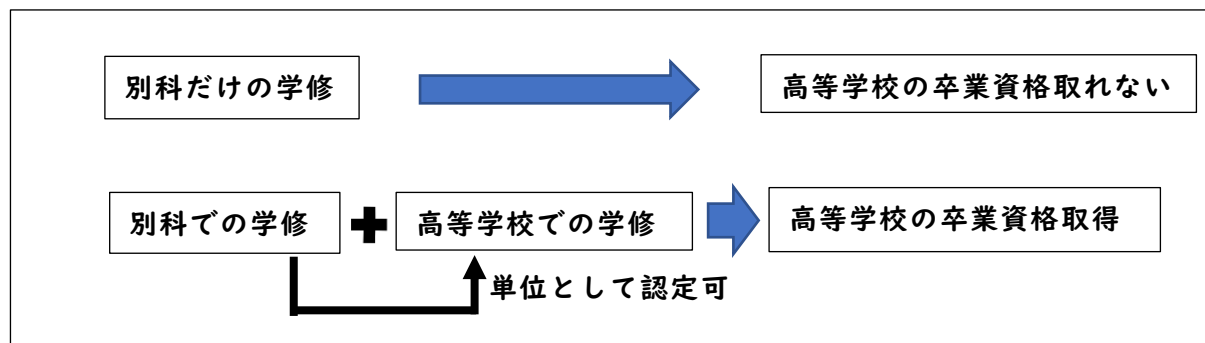 別科だけの学修
高等学校の卒業資格取れない
別科での学修
高等学校での学修
高等学校の卒業資格取得
単位として認定可